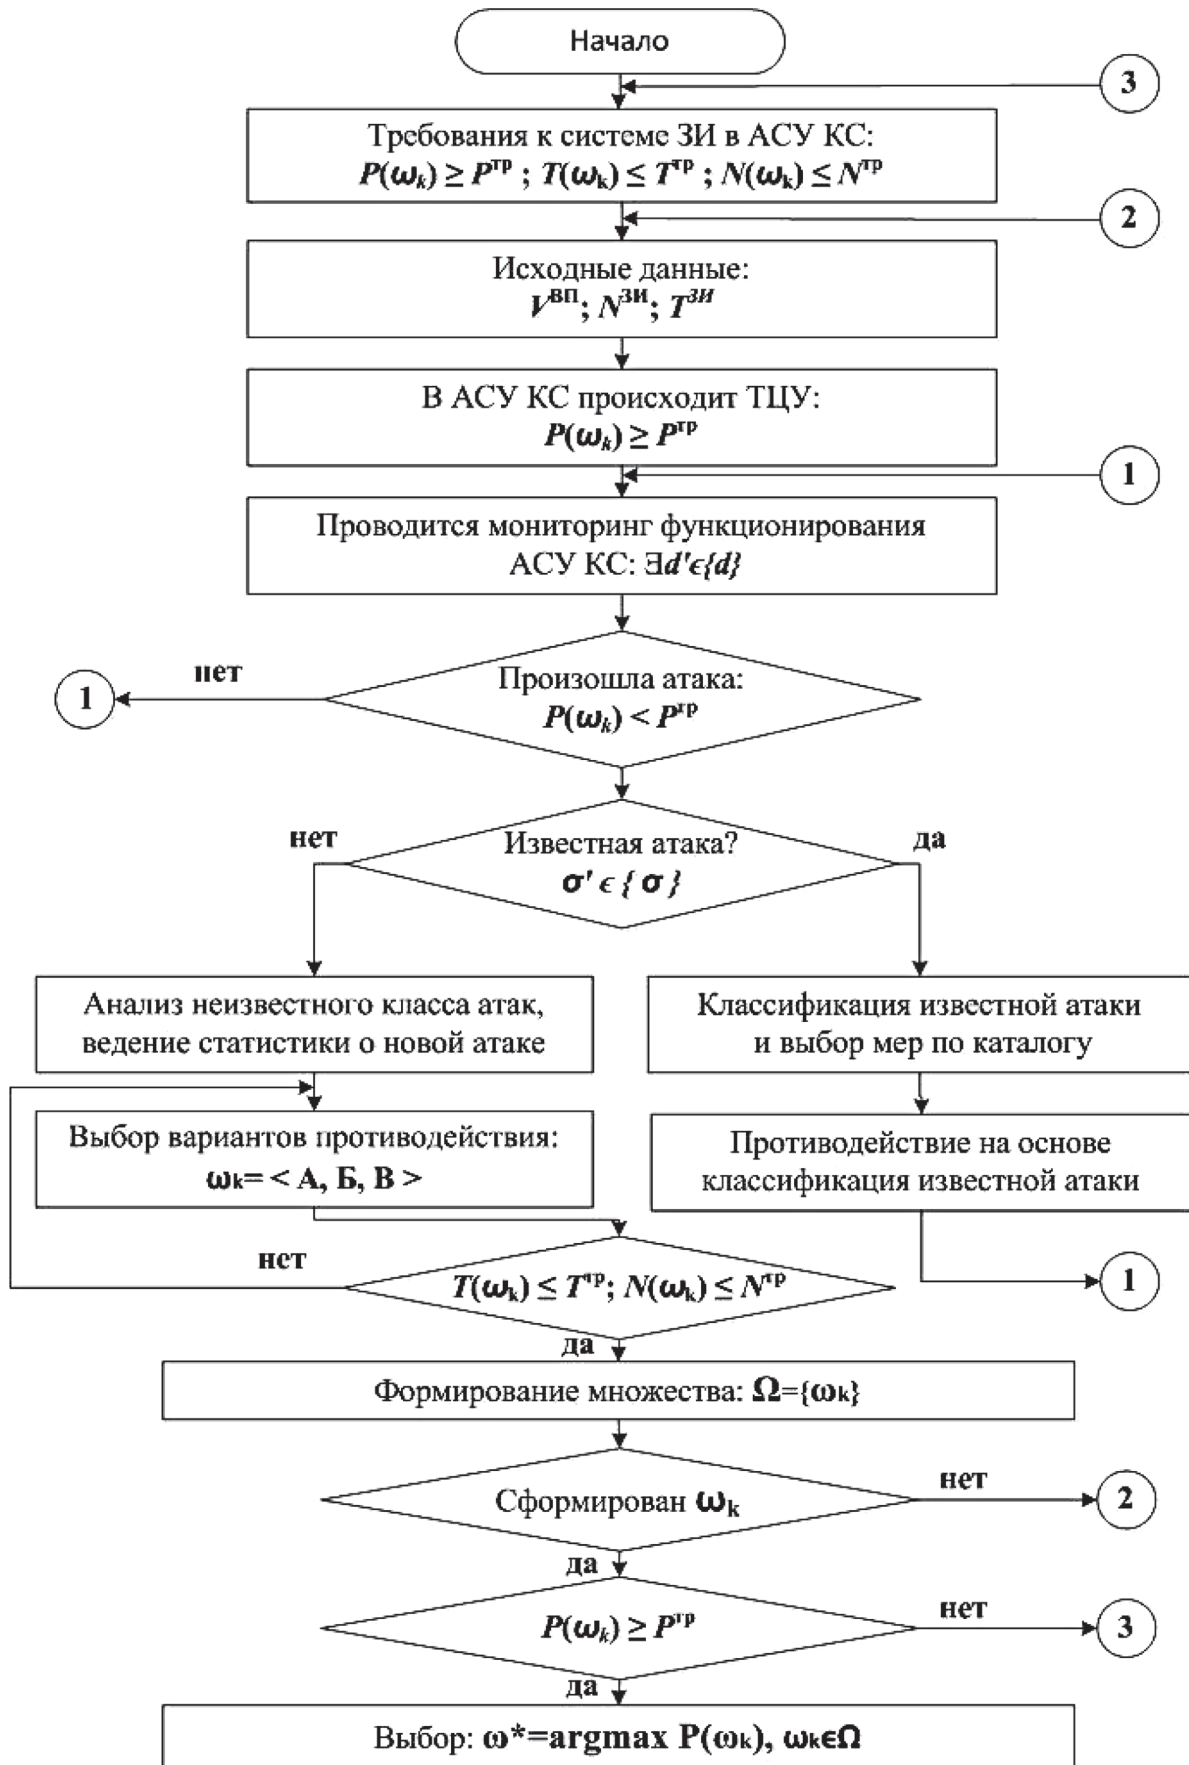 Начало
3
Требования к системе ЗИ в АСУ КС:
P(ωk) ≥ Pтр ; T(ωk) ≤ Tтр ; N(ωk) ≤ Nтр
2
Исходные данные:
Vвп; Nзи; TЗИ
В АСУ КС происходит ТЦУ:
P(ωk) ≥ Pтр
1
Проводится мониторинг функционирования
АСУ КС: ∃d'ϵ{d}
нет
1
Произошла атака:
P(ωk) < Pтр
нет
Известная атака?
σ' ϵ { σ }
да
Анализ неизвестного класса атак,
ведение статистики о новой атаке
Классификация известной атаки
и выбор мер по каталогу
Выбор вариантов противодействия:
ωk= < А, Б, В >
Противодействие на основе
классификация известной атаки
нет
T(ωk) ≤ Tтр; N(ωk) ≤ Nтр
1
да
Формирование множества: Ω={ωk}
Сформирован ωk
нет
2
да
P(ωk) ≥ Pтр
нет
3
да
Выбор: ω*=argmax P(ωk), ωkϵΩ